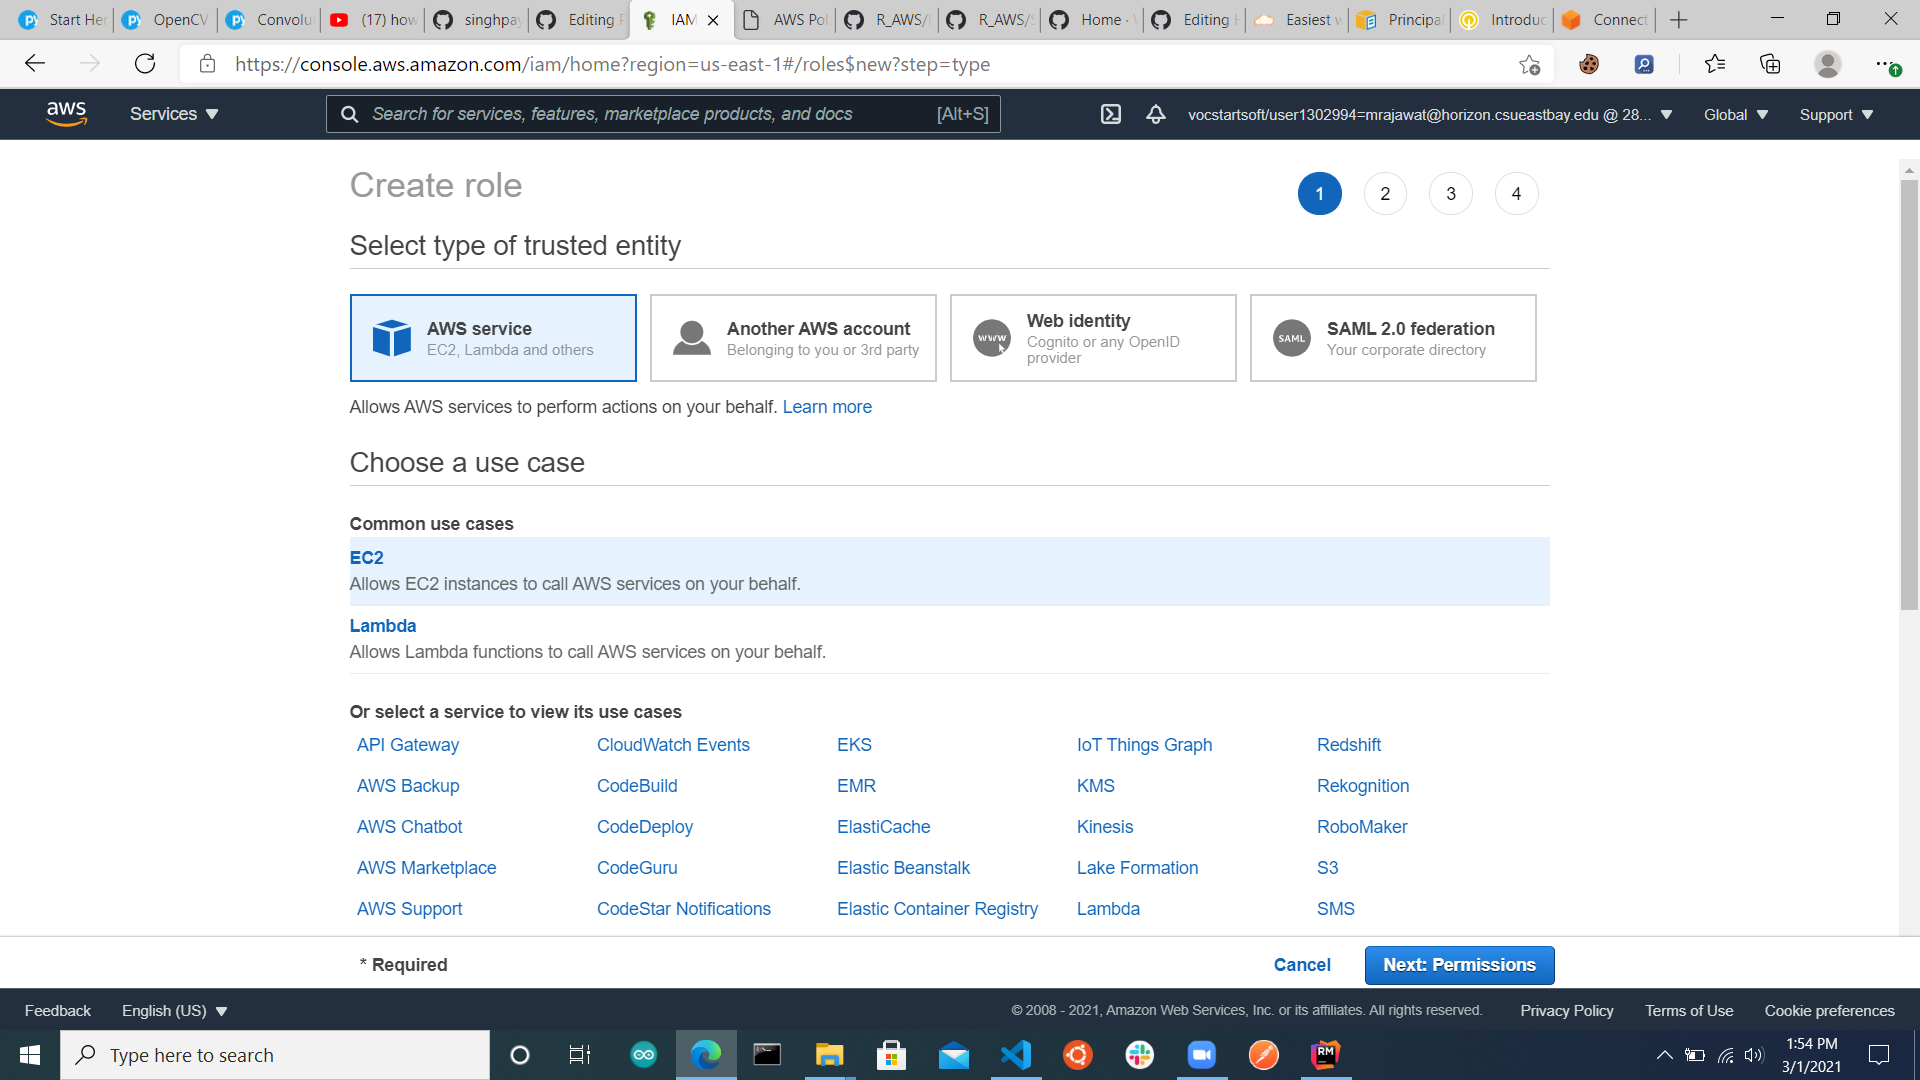 Start Her
OpenCV
Convolu
(17) how
singhpay
Editing
IAM
AWS Pol
R_AWS/
R_AWS/
Home ·
Editing
Easiest w
Principal
Introduc
Connect
https://console.aws.amazon.com/iam/home?region=us-east-1#/roles$new?step=type
aws
Services
Search for services, features, marketplace products, and docs [Alt+S]
vocstartsoft/user1302994=mrajawat@horizon.csueastbay.edu @ 28...
Global
Support
Create role
1 2 3 4
Select type of trusted entity
AWS service
EC2, Lambda and others
Another AWS account
Belonging to you or 3rd party
www
Web identity
Cognito or any OpenID
provider
SAML
SAML 2.0 federation
Your corporate directory
Allows AWS services to perform actions on your behalf. Learn more
Choose a use case
Common use cases
EC2
Allows EC2 instances to call AWS services on your behalf.
Lambda
Allows Lambda functions to call AWS services on your behalf.
Or select a service to view its use cases
API Gateway CloudWatch Events EKS IoT Things Graph Redshift
AWS Backup CodeBuild EMR KMS Rekognition
AWS Chatbot CodeDeploy ElastiCache Kinesis RoboMaker
AWS Marketplace CodeGuru Elastic Beanstalk Lake Formation S3
AWS Support CodeStar Notifications Elastic Container Registry Lambda SMS
* Required
Cancel
Next: Permissions
Feedback
English (US)
© 2008 - 2021, Amazon Web Services, Inc. or its affiliates. All rights reserved.
Privacy Policy
Terms of Use
Cookie preferences
Type here to search
RM
1:54 PM
3/1/2021